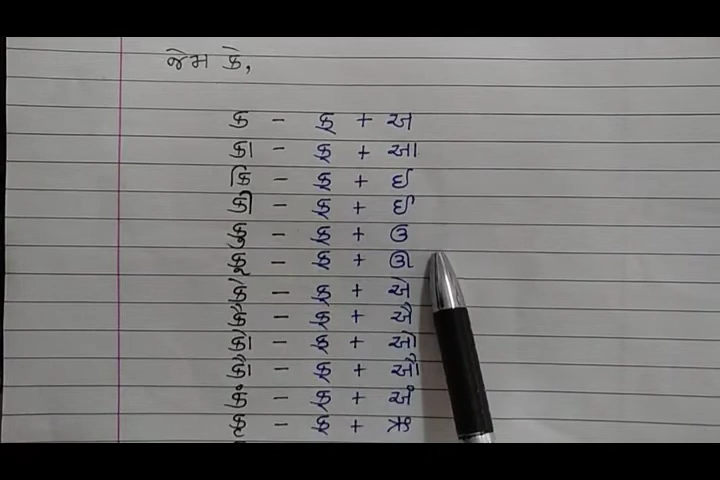 જેમ કે,
ક - ક્ + અ
કા - ક્ + આ
કિ - ક્ + ઇ
કી - ક્ + ઈ
કુ - ક્ + ઉ
કૂ - ક્ + ઊ
કે - ક્ + એ
કૈ - ક્ + ઐ
કો - ક્ + ઓ
કૌ - ક્ + ઔ
કં - ક્ + અં
કૃ - ક્ + ઋ